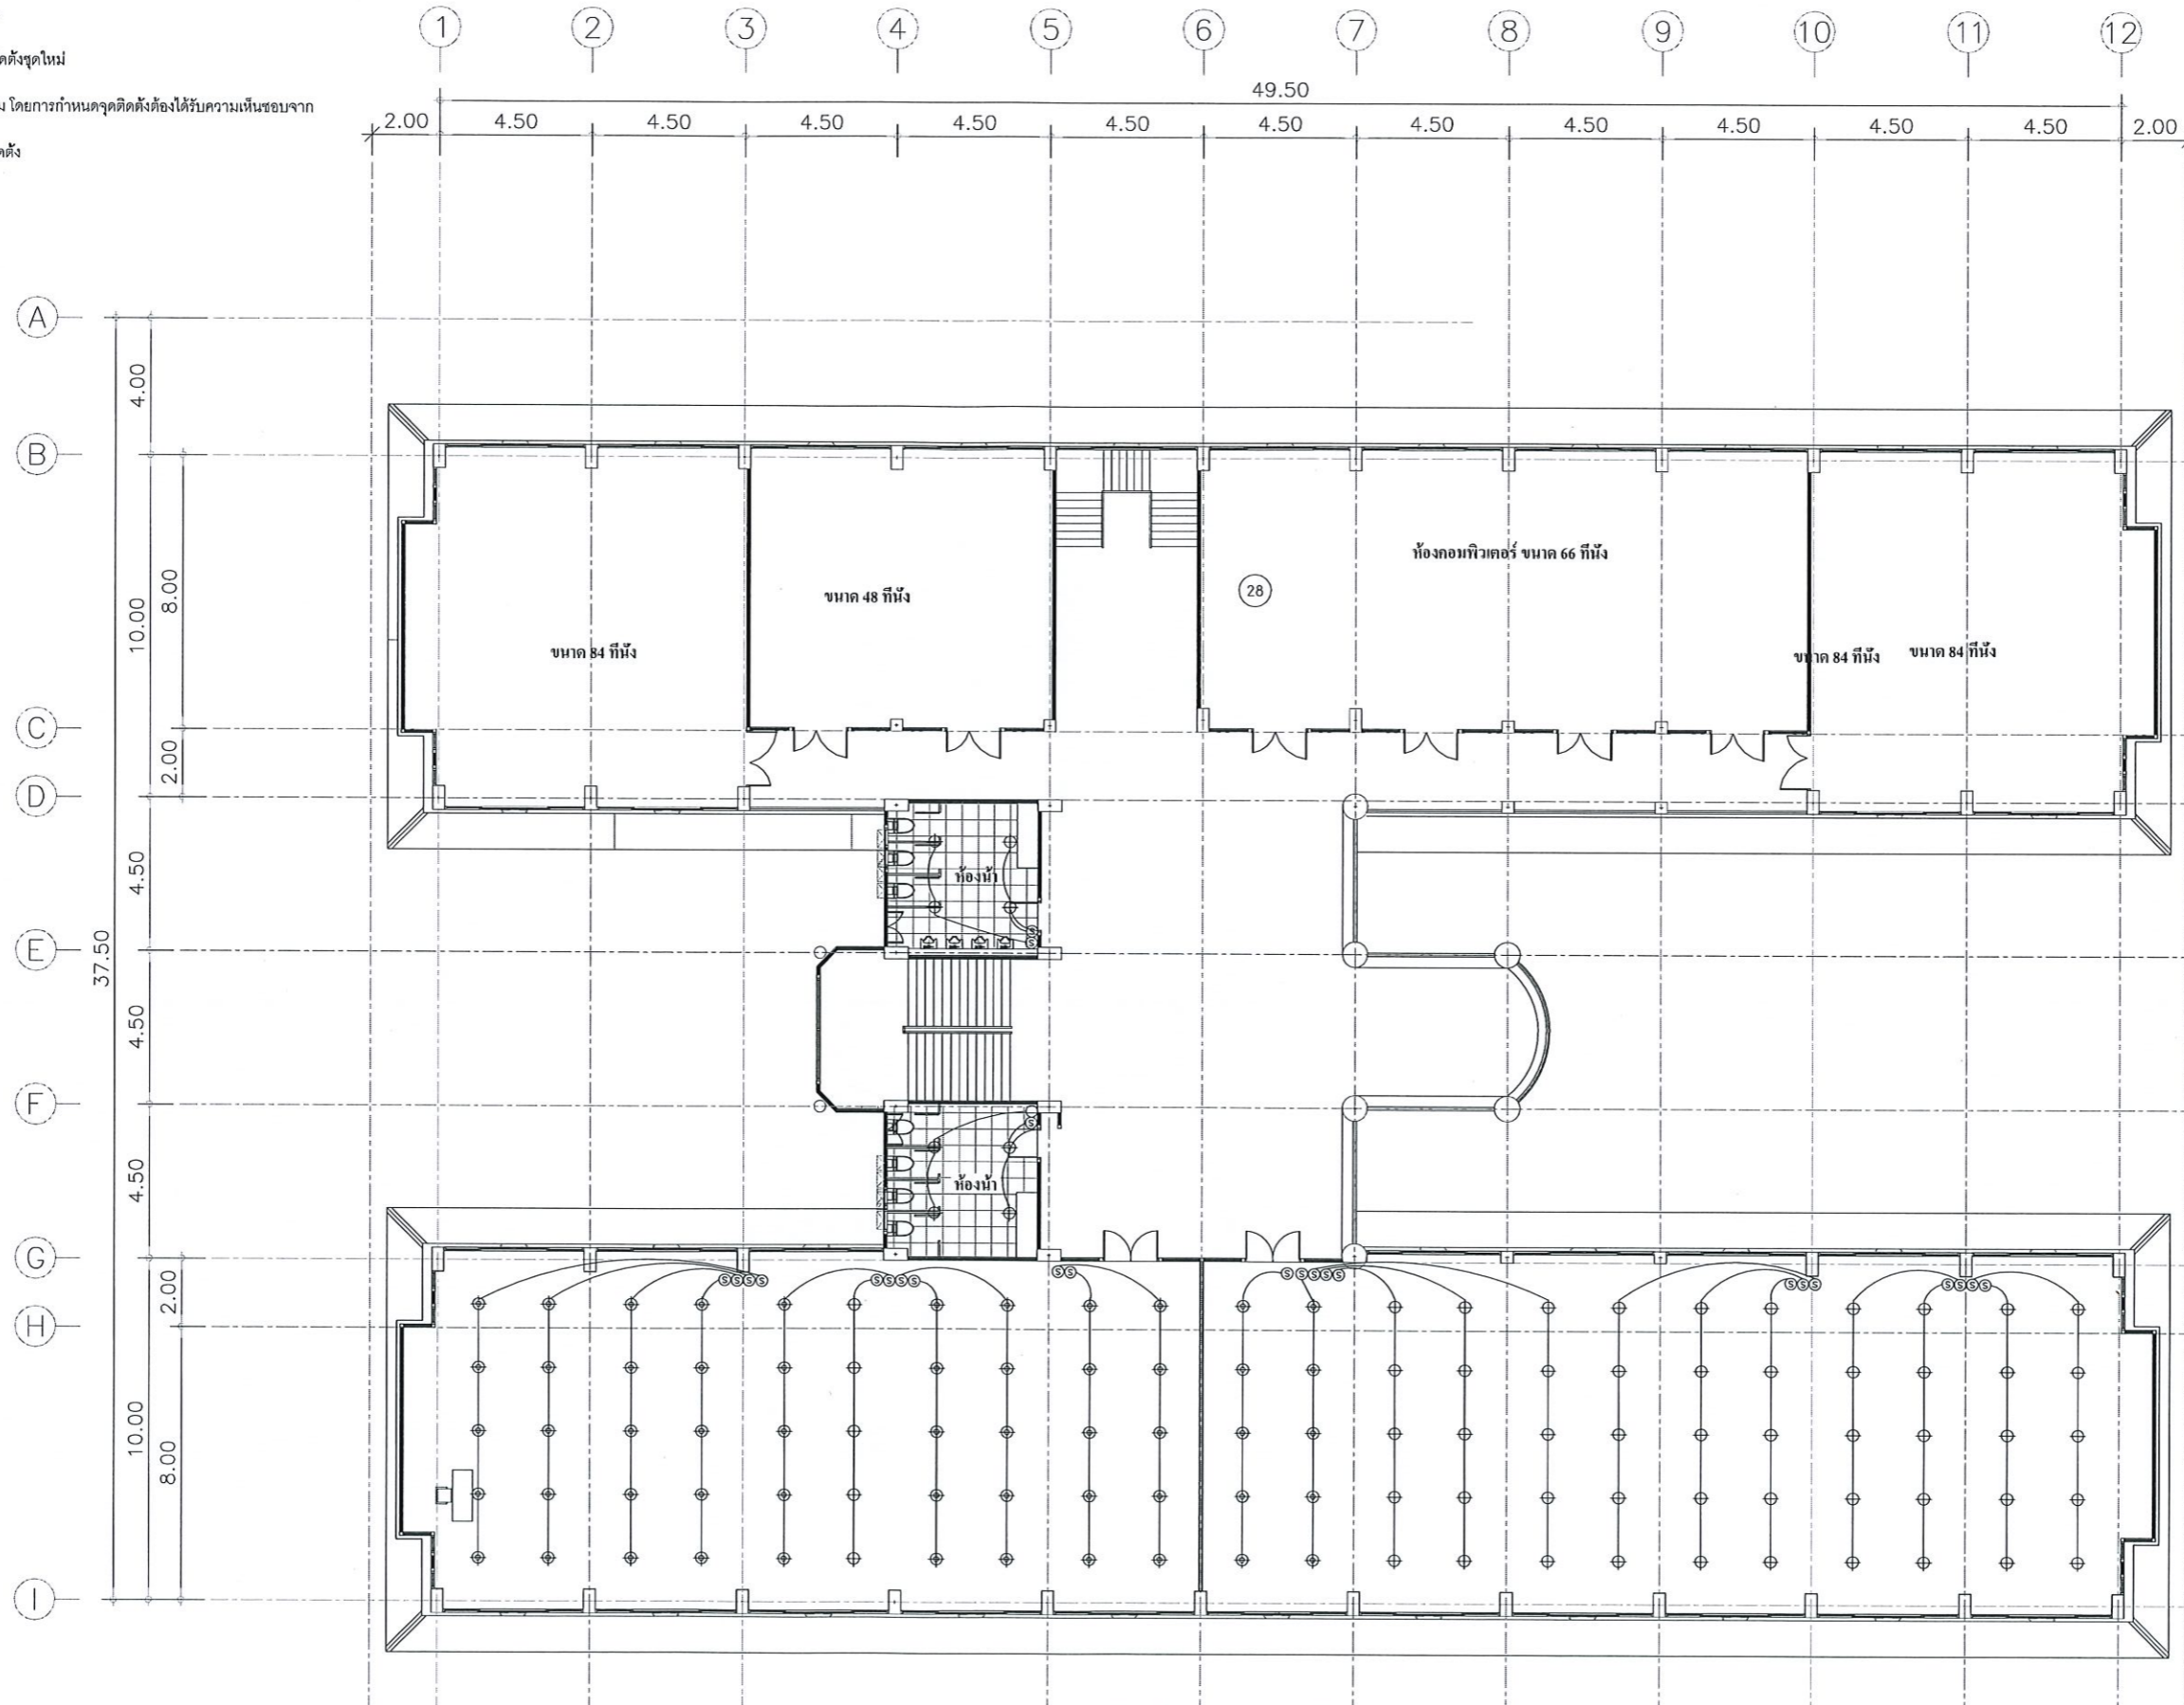 1 2 3 4 5 6 7 8 9 10 11 12
ดตั้งชุดใหม่
49.50
ม โดยการกำหนดจุดติดตั้งต้องได้รับความเห็นชอบจาก
2.00 4.50 4.50 4.50 4.50 4.50 4.50 4.50 4.50 4.50 4.50 4.50 2.00
ดตั้ง
A
4.00
B
ห้องคอมพิวเตอร์ ขนาด 66 ที่นั่ง
28
ขนาด 48 ที่นั่ง
8.00
10.00
ขนาด 84 ที่นั่ง
ขนาด 84 ที่นั่ง
ขนาด 84 ที่นั่ง
C
2.00
D
4.50
ห้องน้ำ
E
37.50
4.50
F
4.50
ห้องน้ำ
G
S S S S S S S S S S S S S S S S S S S S S S
2.00
H
10.00
8.00
I